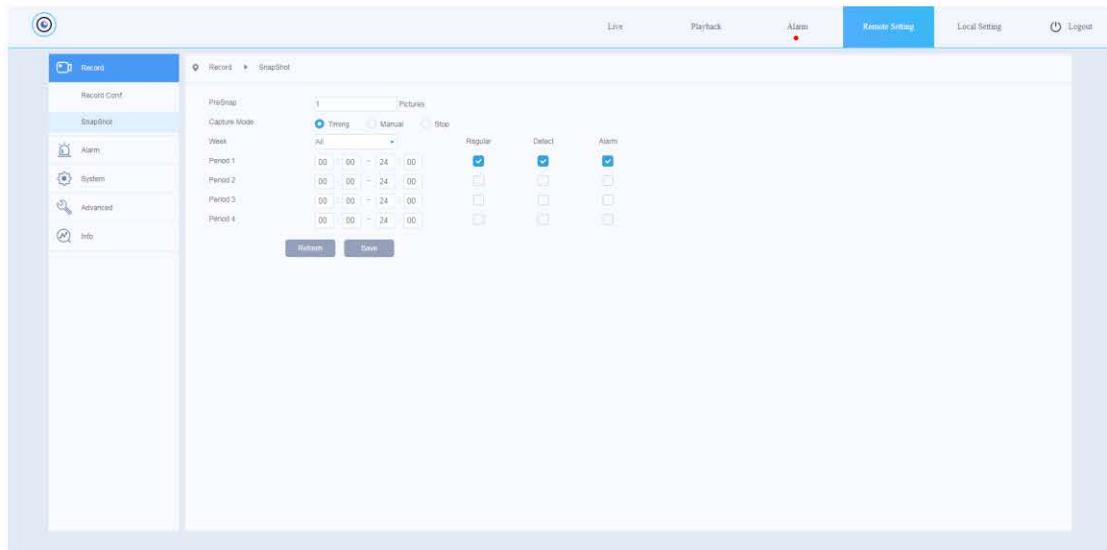 Live Playback Alarm Remote Setting Local Setting Logout
Record
Record Conf.
SnapShot
Alarm
System
Advanced
Info
Record SnapShot
PreSnap 1 Pictures
Capture Mode Timing Manual Stop
Week All Regular Detect Alarm
Period 1 00 : 00 - 24 : 00
Period 2 00 : 00 - 24 : 00
Period 3 00 : 00 - 24 : 00
Period 4 00 : 00 - 24 : 00
Refresh Save